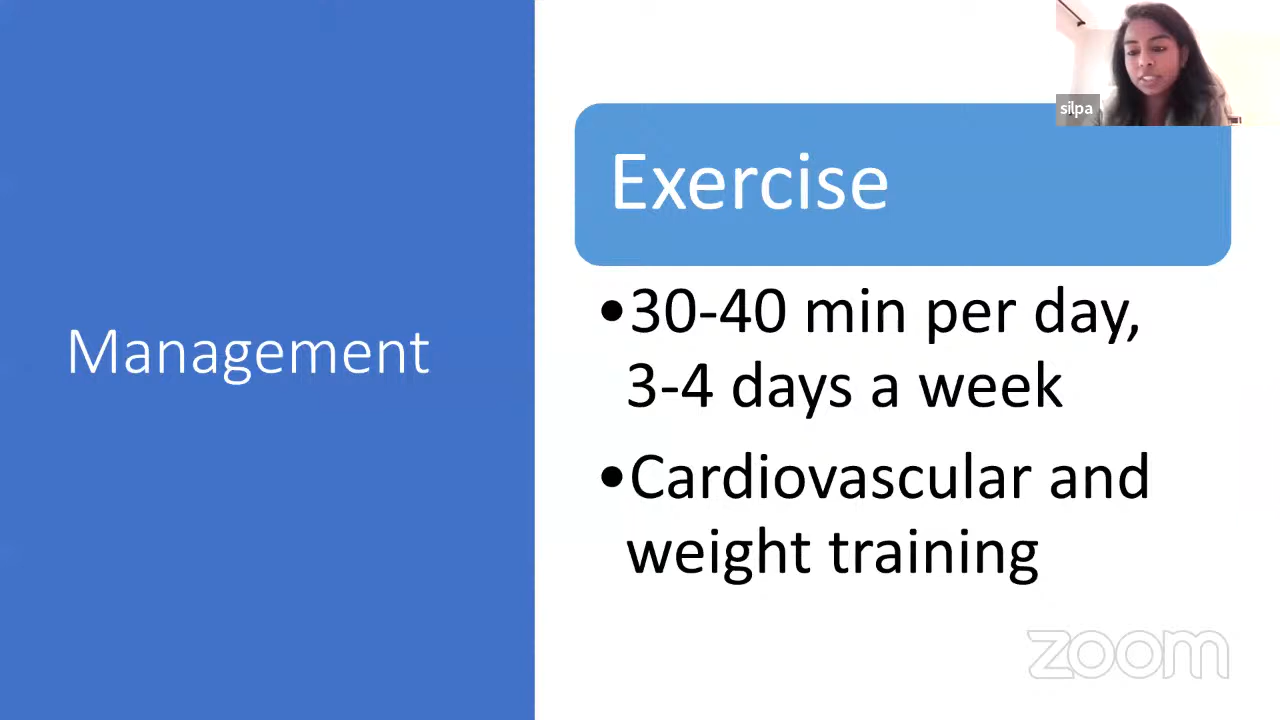 silpa
Exercise
•30-40 min per day,
3-4 days a week
Management
•Cardiovascular and
weight training
zoom